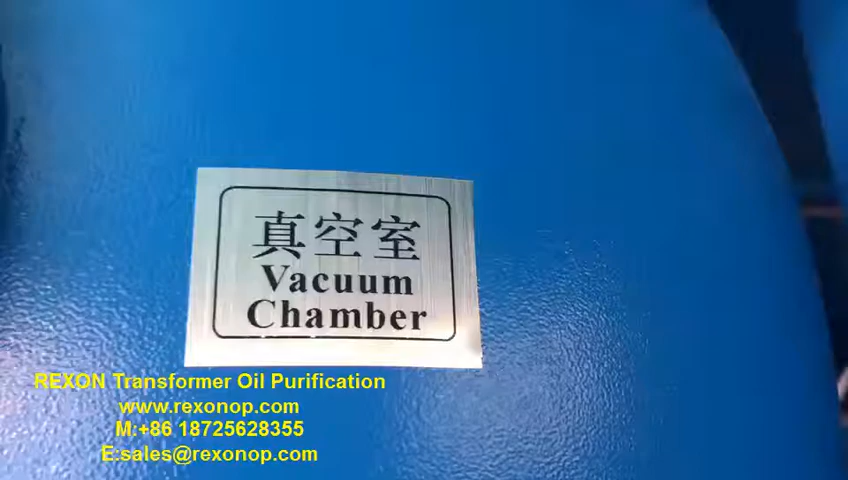 真空室
Vacuum
Chamber
REXON Transformer Oil Purification
www.rexonop.com
M:+86 18725628355
E:sales@rexonop.com